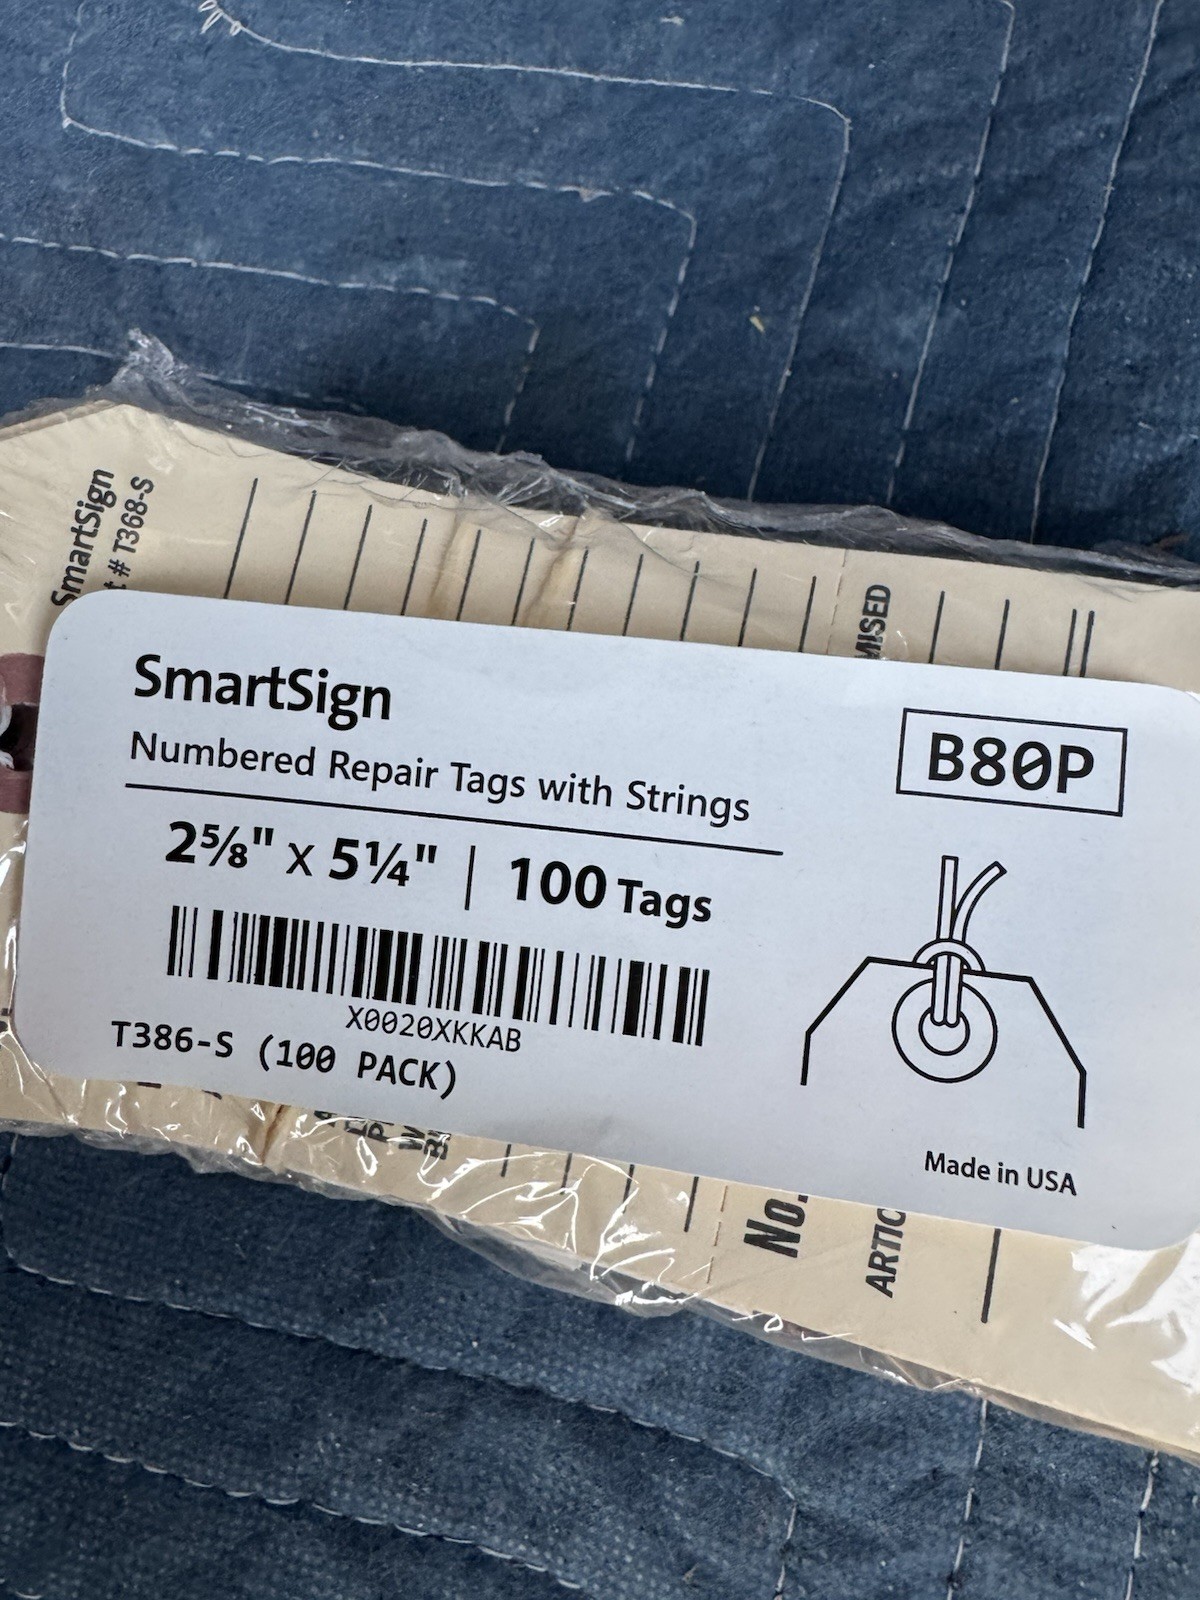 SmartSign
# T368-S
MISED
SmartSign
Numbered Repair Tags with Strings
B80P
2⅝" x 5¼" | 100 Tags
X0020XKKAB
T386-S (100 PACK)
Made in USA
No.